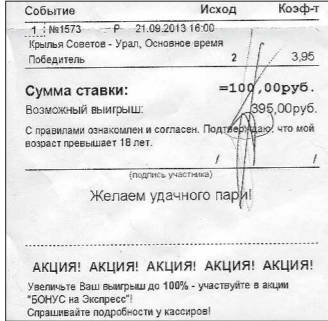 Событие Исход Коэф-т
1 №1573 Р 21.09.2013 16:00
Крылья Советов - Урал, Основное время
Победитель 2 3,95
Сумма ставки: =100,00руб.
Возможный выигрыш: 395,00руб.
С правилами ознакомлен и согласен. Подтверждаю, что мой
возраст превышает 18 лет.
/ /
(подпись участника)
Желаем удачного пари!
АКЦИЯ! АКЦИЯ! АКЦИЯ! АКЦИЯ! АКЦИЯ!
Увеличьте Ваш выигрыш до 100% - участвуйте в акции
"БОНУС на Экспресс"!
Спрашивайте подробности у кассиров!